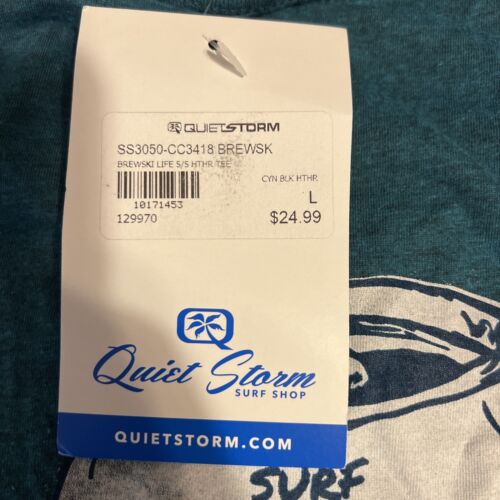 QUIETSTORM
SS3050-CC3418 BREWSK
BREWSKI LIFE S/S HTHR TEE
CYN BLK HTHR
10171453
L
129970
$24.99
Quiet Storm
SURF SHOP
QUIETSTORM.COM
SURF